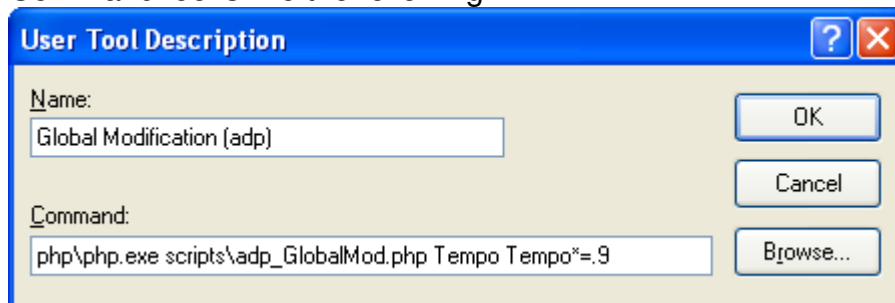 User Tool Description
Name:
Global Modification (adp)
OK
Cancel
Command:
php\php.exe scripts\adp_GlobalMod.php Tempo Tempo*=.9
Browse...